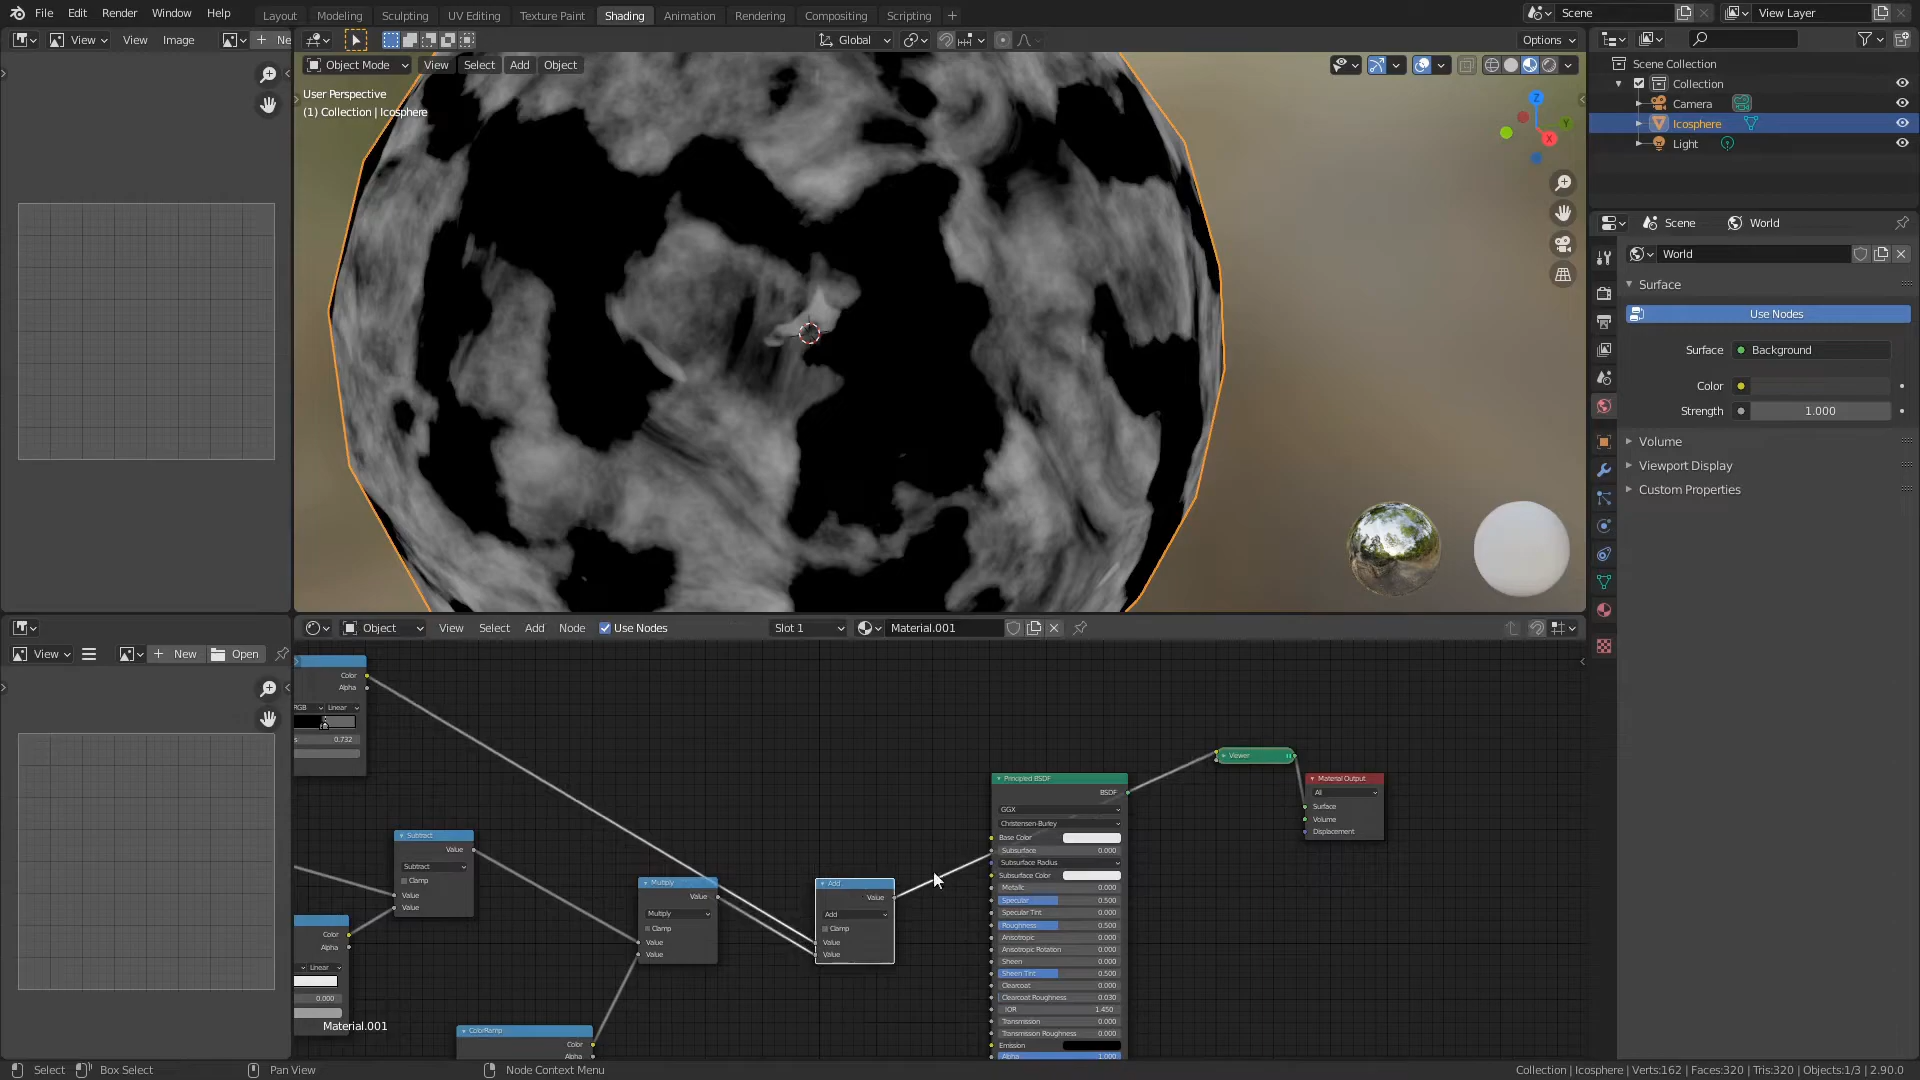 File Edit Render Window Help Layout Modeling Sculpting UV Editing Texture Paint Shading Animation Rendering Compositing Scripting + Scene View Layer
View View Image + Ne Global Options
Object Mode View Select Add Object
User Perspective
(1) Collection | Icosphere
Z
Y
X
Scene Collection
Collection
Camera
Icosphere
Light
Scene World
World
Surface
Use Nodes
Surface Background
Color
Strength 1.000
Volume
Viewport Display
Custom Properties
Object View Select Add Node Use Nodes Slot 1 Material.001
View + New Open
Color
Alpha
RGB Linear
0.732
Subtract
Value
Subtract
Clamp
Value
Value
Color
Alpha
Linear
0.000
Material.001
ColorRamp
Color
Alpha
Multiply
Value
Multiply
Clamp
Value
Value
Add
Value
Add
Clamp
Value
Value
Principled BSDF
BSDF
GGX
Christensen-Burley
Base Color
Subsurface 0.000
Subsurface Radius
Subsurface Color
Metallic 0.000
Specular 0.500
Specular Tint 0.000
Roughness 0.500
Anisotropic 0.000
Anisotropic Rotation 0.000
Sheen 0.000
Sheen Tint 0.500
Clearcoat 0.000
Clearcoat Roughness 0.030
IOR 1.450
Transmission 0.000
Transmission Roughness 0.000
Emission
Alpha 1.000
Viewer
Material Output
All
Surface
Volume
Displacement
Select Box Select Pan View Node Context Menu Collection | Icosphere | Verts:162 | Faces:320 | Tris:320 | Objects:1/3 | 2.90.0